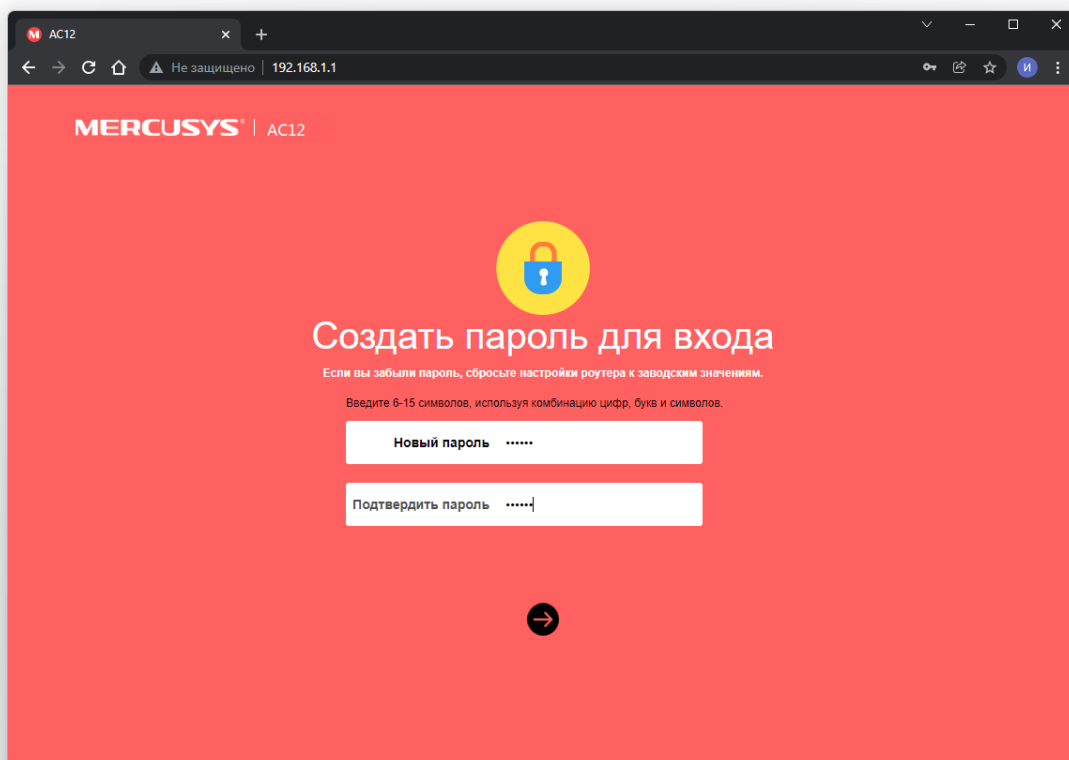 AC12
Не защищено | 192.168.1.1
И
MERCUSYS® | AC12
Создать пароль для входа
Если вы забыли пароль, сбросьте настройки роутера к заводским значениям.
Введите 6-15 символов, используя комбинацию цифр, букв и символов.
Новый пароль ••••••
Подтвердить пароль ••••••